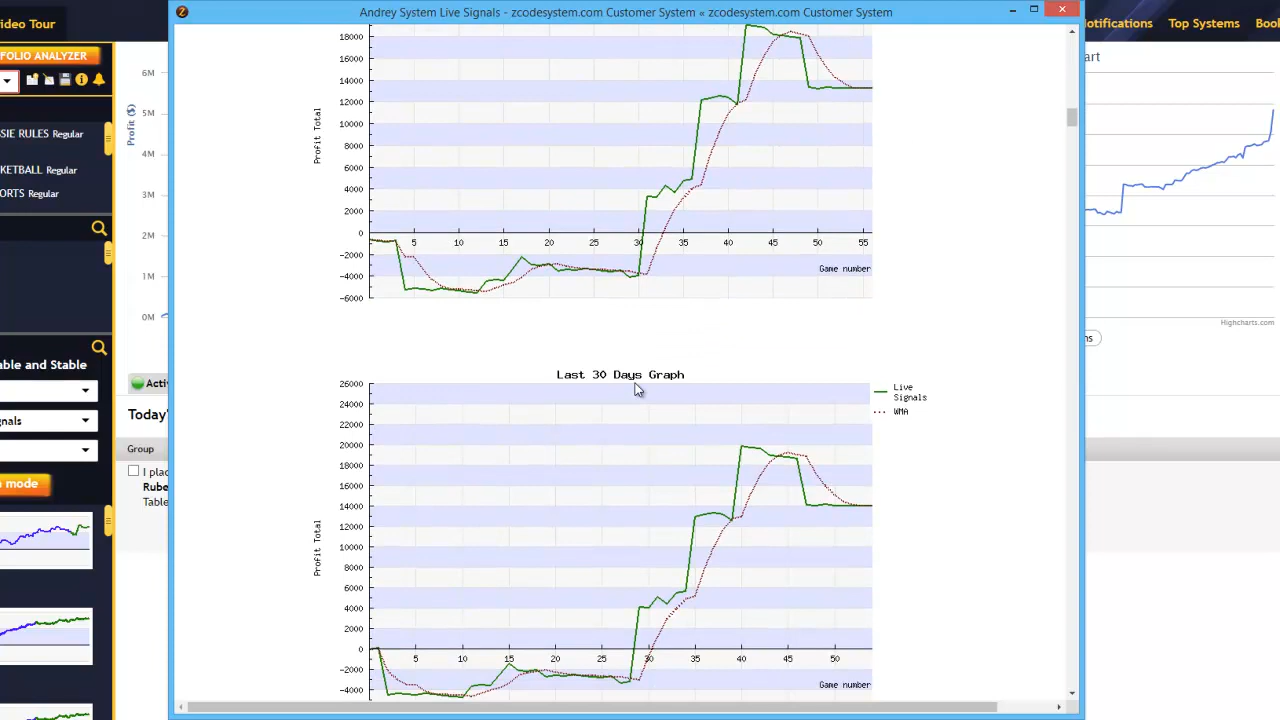 Andrey System Live Signals - zcodesystem.com Customer System « zcodesystem.com Customer System
ideo Tour
otifications
Top Systems
Book
FOLIO ANALYZER
SSIE RULES Regular
KETBALL Regular
ORTS Regular
able and Stable
gnals
mode
Profit ($)
6M
5M
4M
3M
2M
1M
0M
Activ
Today'
Group
I plac
Rube
Table
18000
16000
14000
12000
10000
8000
6000
4000
2000
0
-2000
-4000
-6000
Profit Total
5 10 15 20 25 30 35 40 45 50 55
Game number
Last 30 Days Graph
26000
24000
22000
20000
18000
16000
14000
12000
10000
8000
6000
4000
2000
0
-2000
-4000
Profit Total
5 10 15 20 25 30 35 40 45 50
Game number
Live
Signals
WMA
art
Highcharts.com
ns